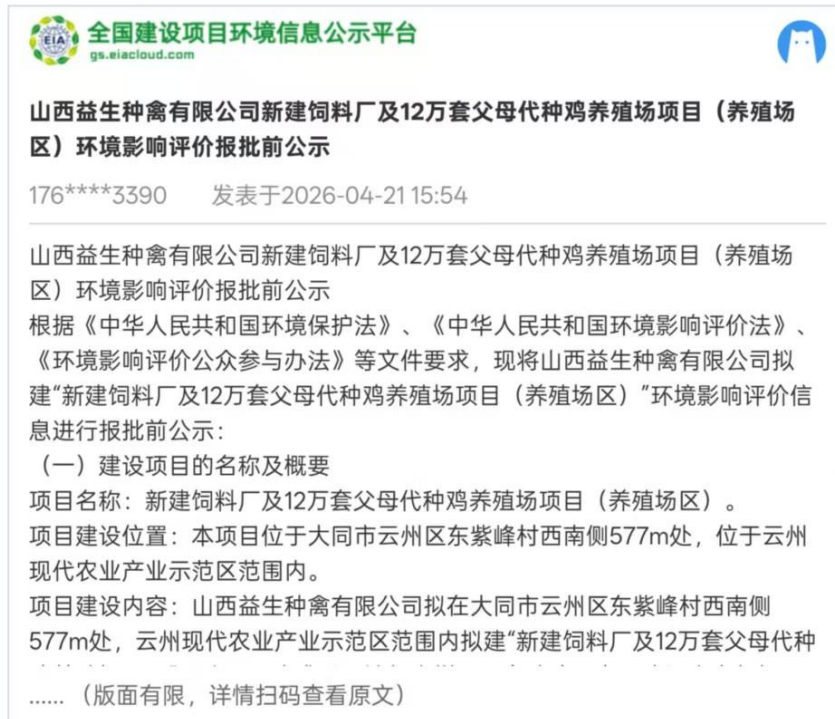 EIA
全国建设项目环境信息公示平台
gs.eiacloud.com
山西益生种禽有限公司新建饲料厂及12万套父母代种鸡养殖场项目（养殖场
区）环境影响评价报批前公示
176****3390 发表于2026-04-21 15:54
山西益生种禽有限公司新建饲料厂及12万套父母代种鸡养殖场项目（养殖场
区）环境影响评价报批前公示
根据《中华人民共和国环境保护法》、《中华人民共和国环境影响评价法》、
《环境影响评价公众参与办法》等文件要求，现将山西益生种禽有限公司拟
建“新建饲料厂及12万套父母代种鸡养殖场项目（养殖场区）”环境影响评价信
息进行报批前公示：
（一）建设项目的名称及概要
项目名称：新建饲料厂及12万套父母代种鸡养殖场项目（养殖场区）。
项目建设位置：本项目位于大同市云州区东紫峰村西南侧577m处，位于云州
现代农业产业示范区范围内。
项目建设内容：山西益生种禽有限公司拟在大同市云州区东紫峰村西南侧
577m处，云州现代农业产业示范区范围内拟建“新建饲料厂及12万套父母代种
...... （版面有限，详情扫码查看原文）